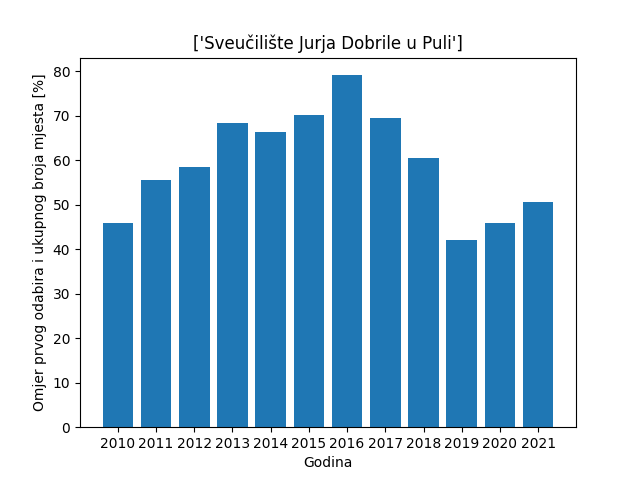 ['Sveučilište Jurja Dobrile u Puli']
Omjer prvog odabira i ukupnog broja mjesta [%]
80
70
60
50
40
30
20
10
0
2010 2011 2012 2013 2014 2015 2016 2017 2018 2019 2020 2021
Godina